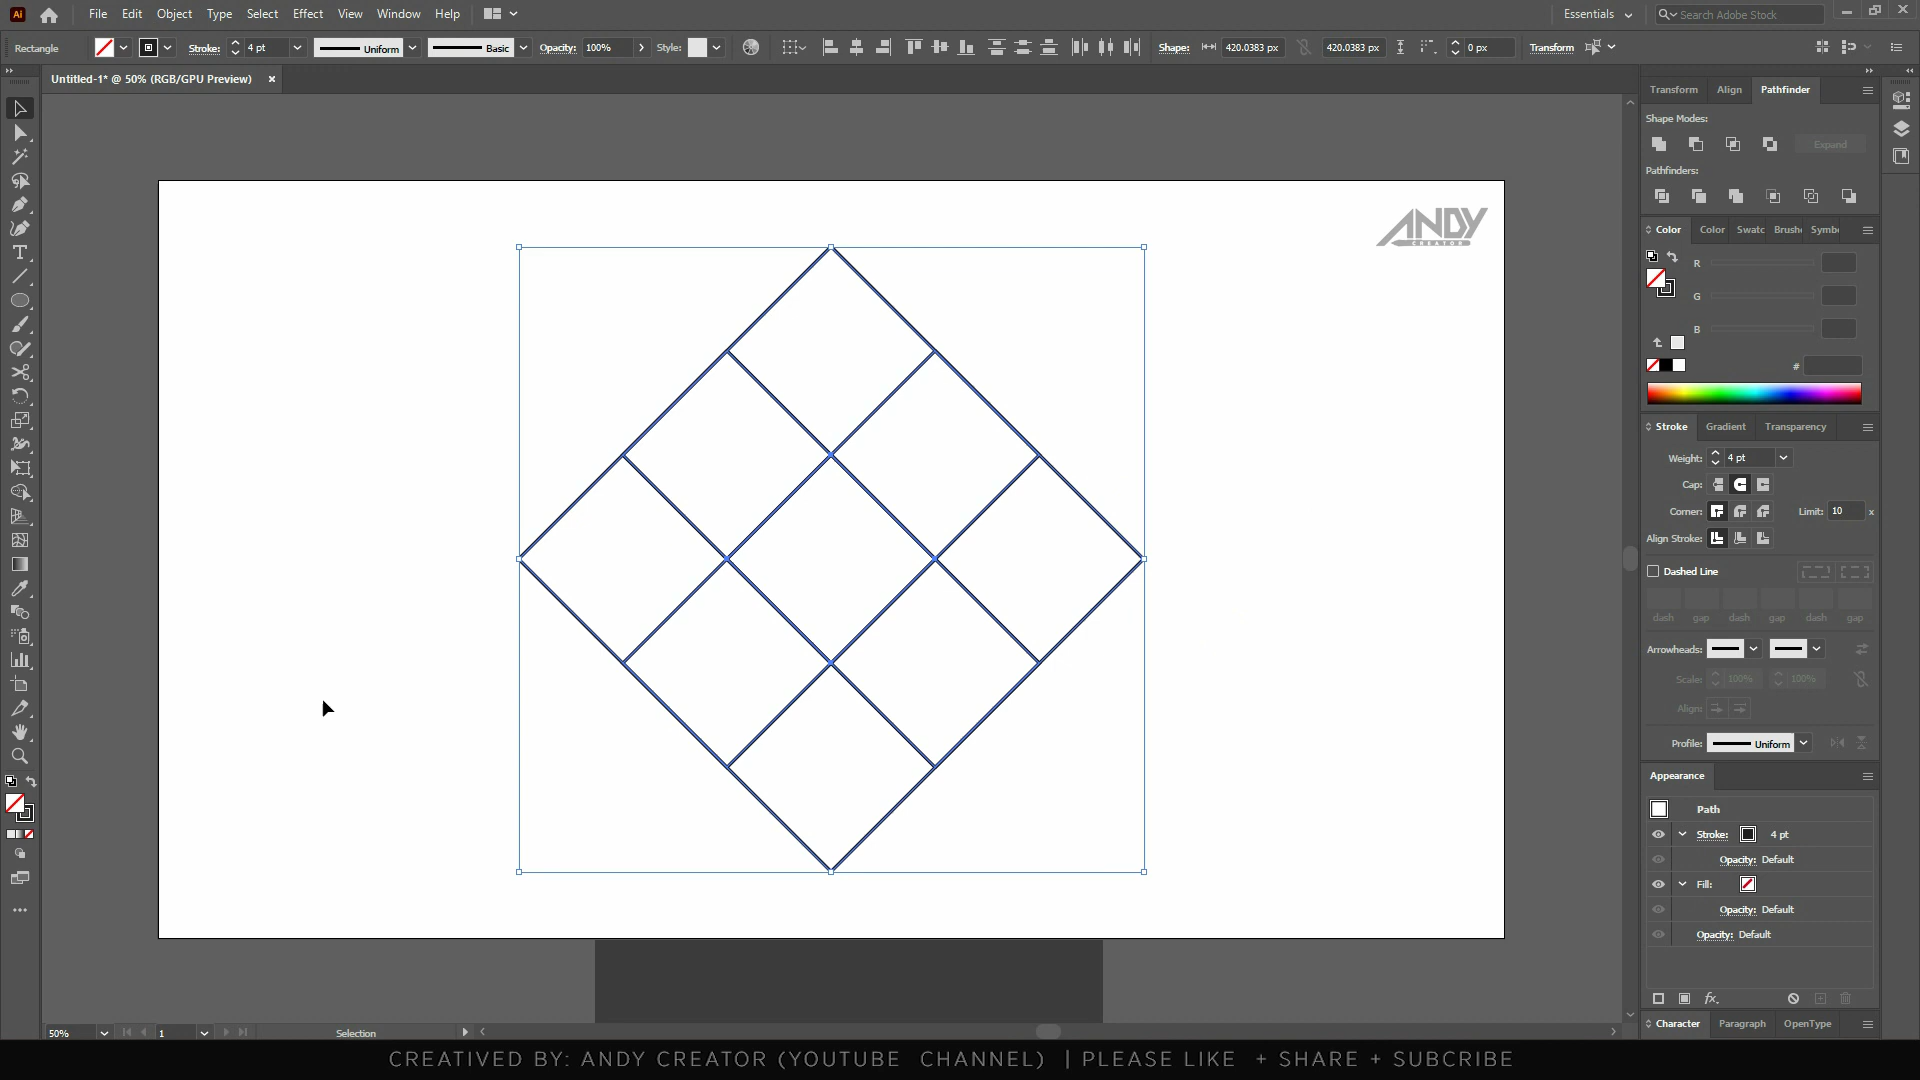 Ai File Edit Object Type Select Effect View Window Help Essentials Search Adobe Stock
Rectangle Stroke: 4 pt Uniform Basic Opacity: 100% Style: Shape: 420.0383 px 420.0383 px 0 px Transform
Untitled-1* @ 50% (RGB/GPU Preview) ×
Transform Align Pathfinder
Shape Modes:
Expand
Pathfinders:
Color Color Swatc Brushe Symb
R
G
B
#
Stroke Gradient Transparency
Weight: 4 pt
Cap:
Corner: Limit: 10 x
Align Stroke:
Dashed Line
dash gap dash gap dash gap
Arrowheads:
Scale: 100% 100%
Align:
Profile: Uniform
Appearance
Path
Stroke: 4 pt
Opacity: Default
Fill:
Opacity: Default
Opacity: Default
fx
Character Paragraph OpenType
ANDY
CREATOR
50% 1 Selection
CREATIVED BY: ANDY CREATOR (YOUTUBE CHANNEL) | PLEASE LIKE + SHARE + SUBCRIBE